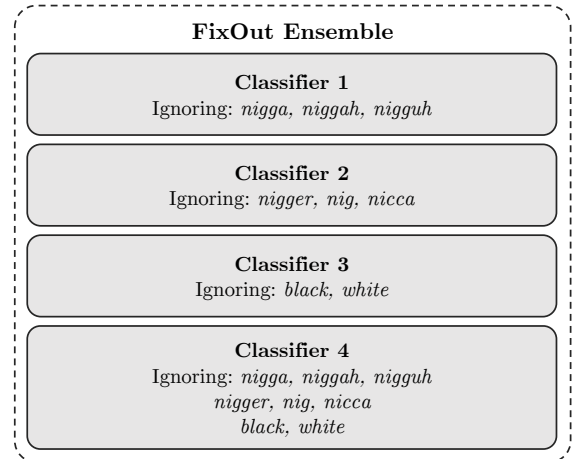 FixOut Ensemble
Classifier 1
Ignoring: nigga, niggah, nigguh
Classifier 2
Ignoring: nigger, nig, nicca
Classifier 3
Ignoring: black, white
Classifier 4
Ignoring: nigga, niggah, nigguh
nigger, nig, nicca
black, white